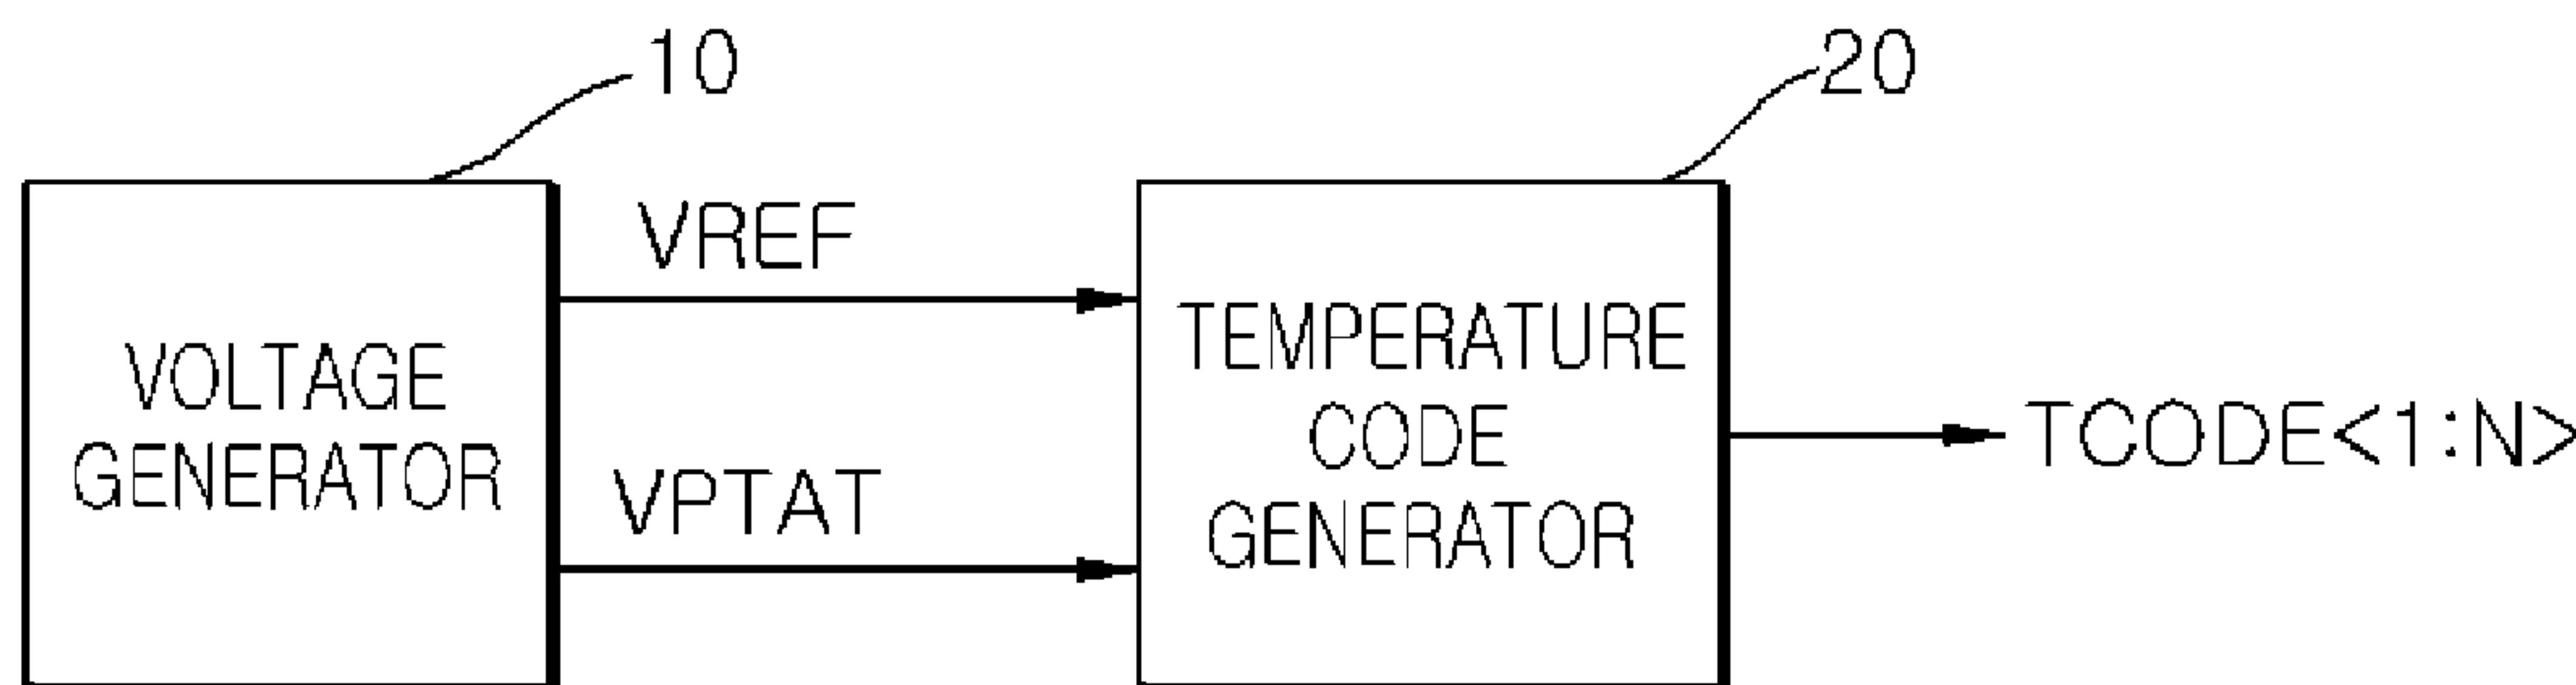 10
20
VREF
VOLTAGE
GENERATOR
VPTAT
TEMPERATURE
CODE
GENERATOR
TCODE<1:N>